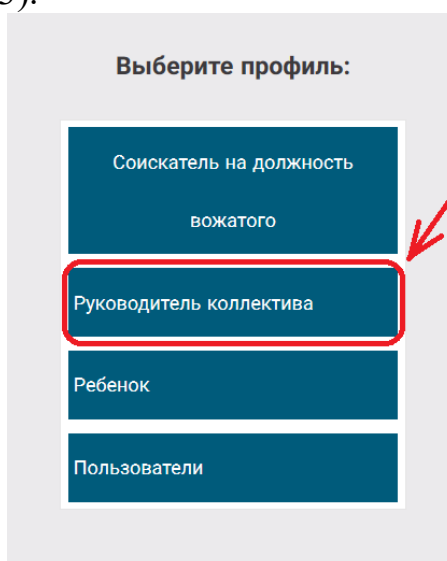 Выберите профиль:
Соискатель на должность
вожатого
Руководитель коллектива
Ребенок
Пользователи